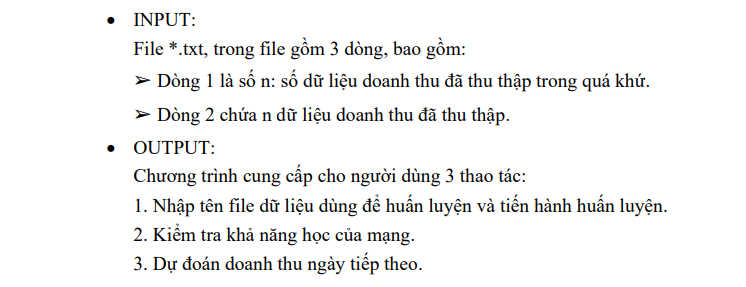 • INPUT:
File *.txt, trong file gồm 3 dòng, bao gồm:
➢ Dòng 1 là số n: số dữ liệu doanh thu đã thu thập trong quá khứ.
➢ Dòng 2 chứa n dữ liệu doanh thu đã thu thập.
• OUTPUT:
Chương trình cung cấp cho người dùng 3 thao tác:
1. Nhập tên file dữ liệu dùng để huấn luyện và tiến hành huấn luyện.
2. Kiểm tra khả năng học của mạng.
3. Dự đoán doanh thu ngày tiếp theo.